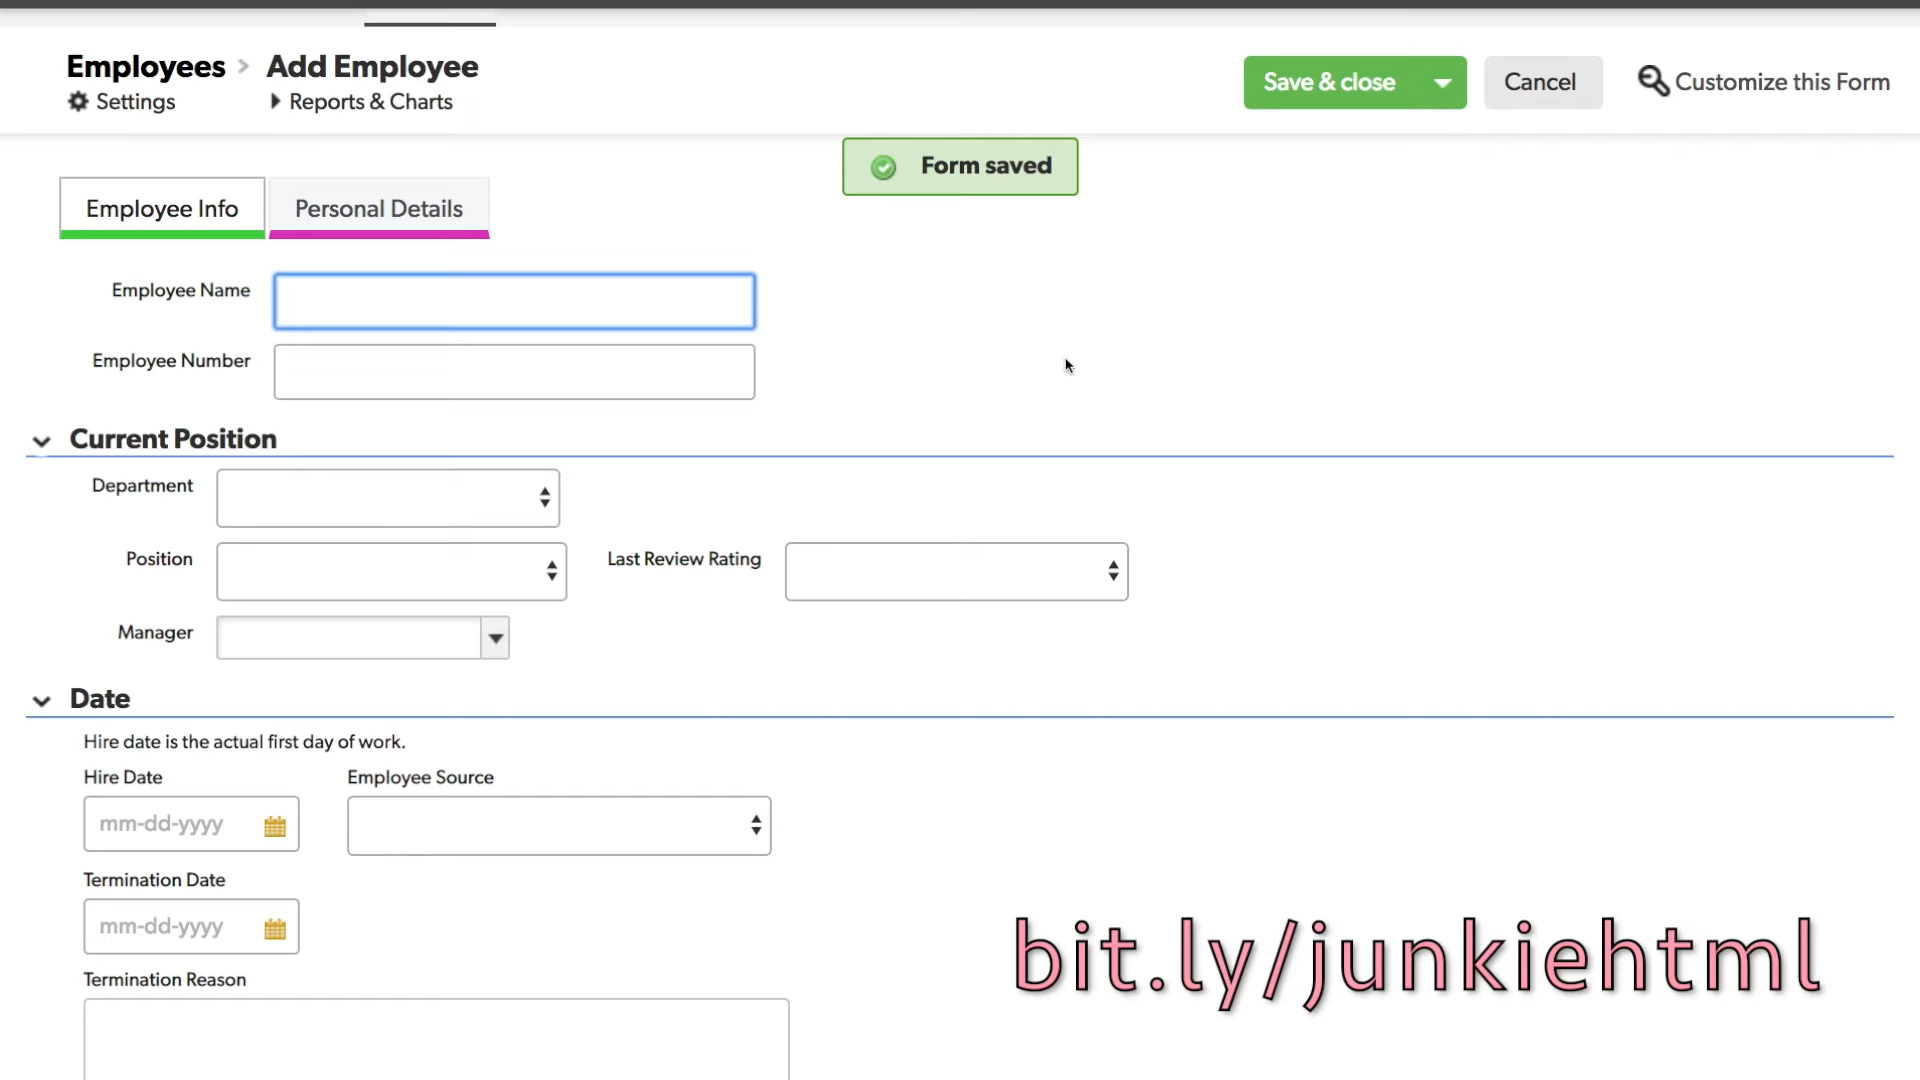 Employees > Add Employee
Settings Reports & Charts
Save & close Cancel Customize this Form
Form saved
Employee Info Personal Details
Employee Name
Employee Number
Current Position
Department
Position Last Review Rating
Manager
Date
Hire date is the actual first day of work.
Hire Date Employee Source
mm-dd-yyyy
Termination Date
mm-dd-yyyy
Termination Reason
bit.ly/junkiehtml